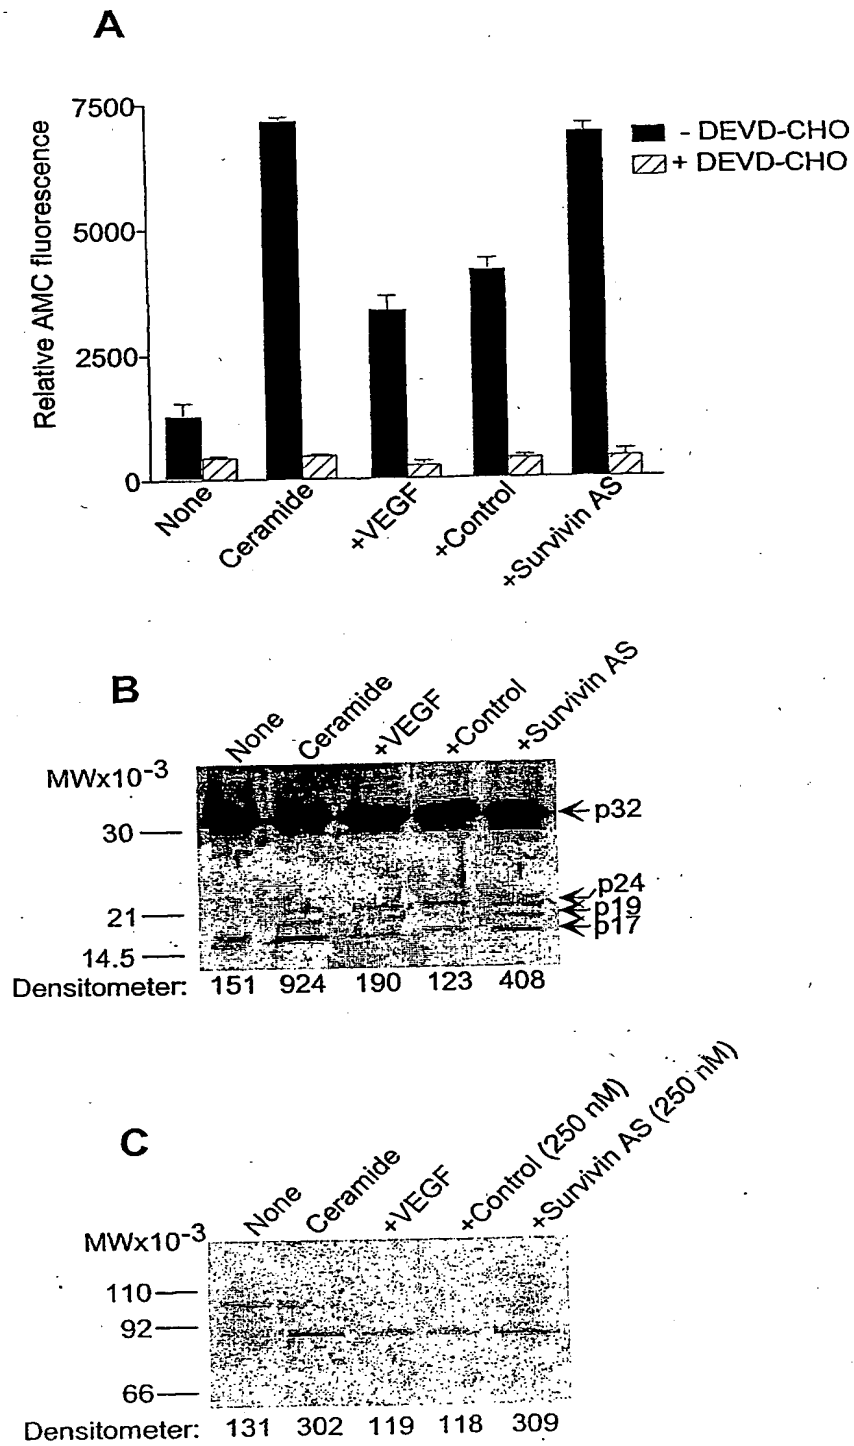 A
7500
5000
2500
0
Relative AMC fluorescence
- DEVD-CHO
+ DEVD-CHO
None
Ceramide
+VEGF
+Control
+Survivin AS
B
None
Ceramide
+VEGF
+Control
+Survivin AS
MWx10-3
30
21
14.5
p32
p24
p19
p17
Densitometer: 151 924 190 123 408
C
None
Ceramide
+VEGF
+Control (250 nM)
+Survivin AS (250 nM)
MWx10-3
110
92
66
Densitometer: 131 302 119 118 309